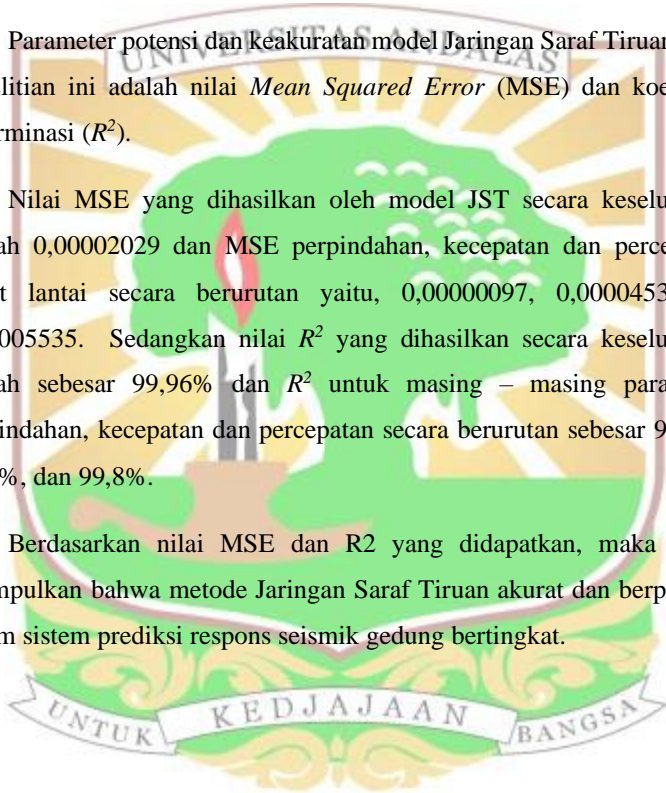 UNIVERSITAS ANDALAS
Parameter potensi dan keakuratan model Jaringan Saraf Tiruan
litian ini adalah nilai Mean Squared Error (MSE) dan koe
rminasi (R²).
Nilai MSE yang dihasilkan oleh model JST secara kese
ah 0,00002029 dan MSE perpindahan, kecepatan dan perce
t lantai secara berurutan yaitu, 0,00000097, 0,0000453
005535. Sedangkan nilai R² yang dihasilkan secara kese
ah sebesar 99,96% dan R² untuk masing – masing para
indahan, kecepatan dan percepatan secara berurutan sebesar 9
%, dan 99,8%.
Berdasarkan nilai MSE dan R2 yang didapatkan, maka
mpulkan bahwa metode Jaringan Saraf Tiruan akurat dan berp
m sistem prediksi respons seismik gedung bertingkat.
UNTUK KEDJAJAAN BANGSA